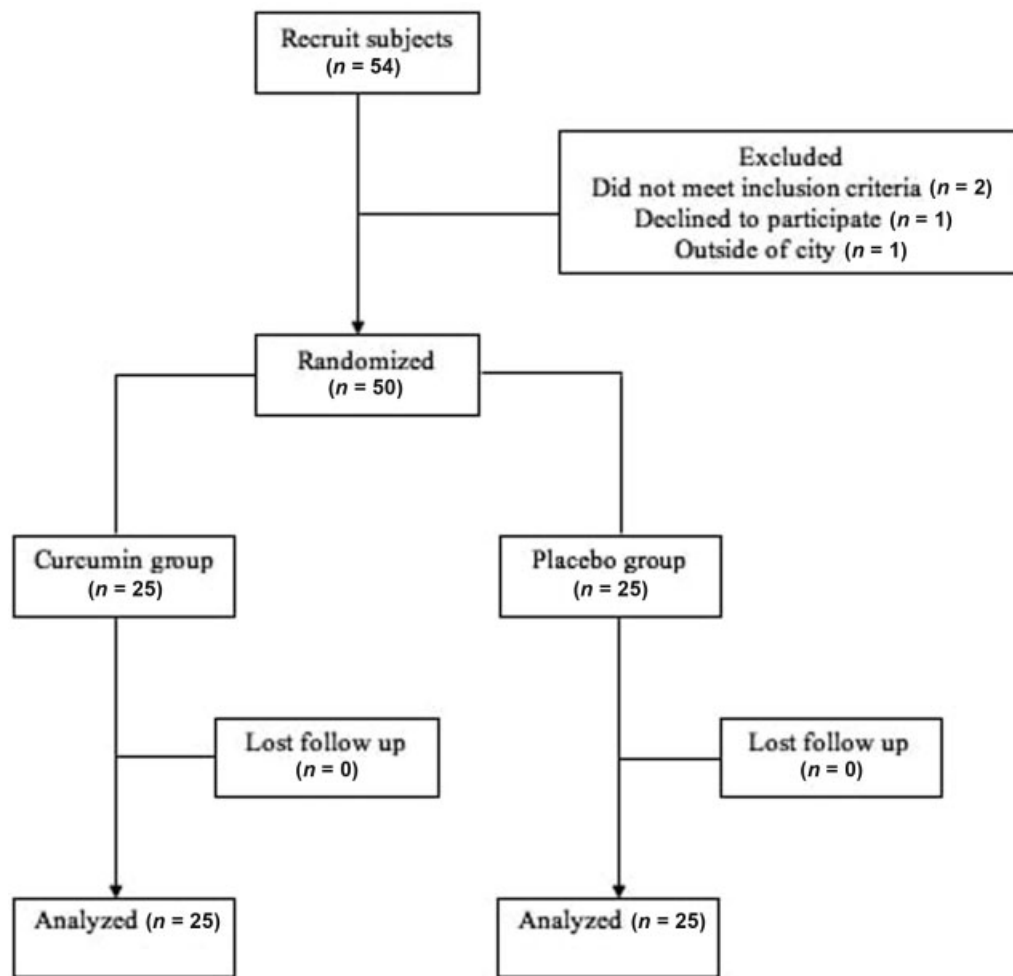 Recruit subjects
(n = 54)
Excluded
Did not meet inclusion criteria (n = 2)
Declined to participate (n = 1)
Outside of city (n = 1)
Randomized
(n = 50)
Curcumin group
(n = 25)
Placebo group
(n = 25)
Lost follow up
(n = 0)
Lost follow up
(n = 0)
Analyzed (n = 25)
Analyzed (n = 25)